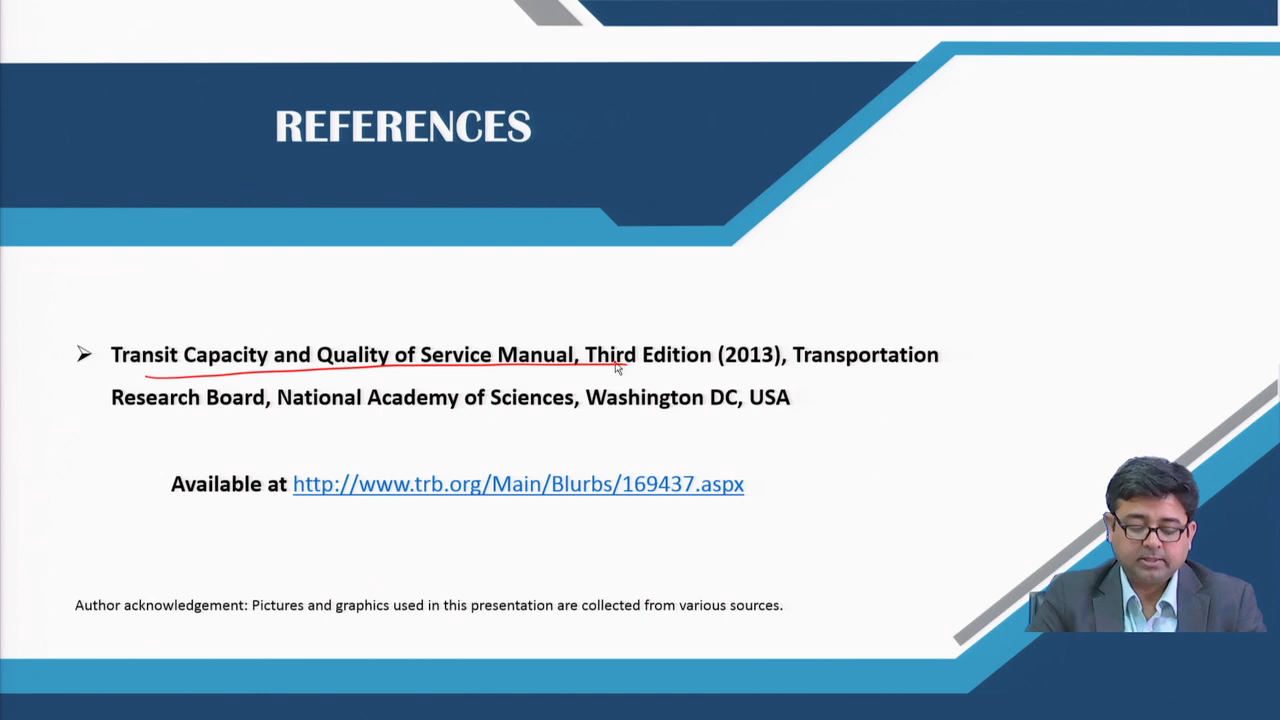 REFERENCES
➢ Transit Capacity and Quality of Service Manual, Third Edition (2013), Transportation
Research Board, National Academy of Sciences, Washington DC, USA
Available at http://www.trb.org/Main/Blurbs/169437.aspx
Author acknowledgement: Pictures and graphics used in this presentation are collected from various sources.